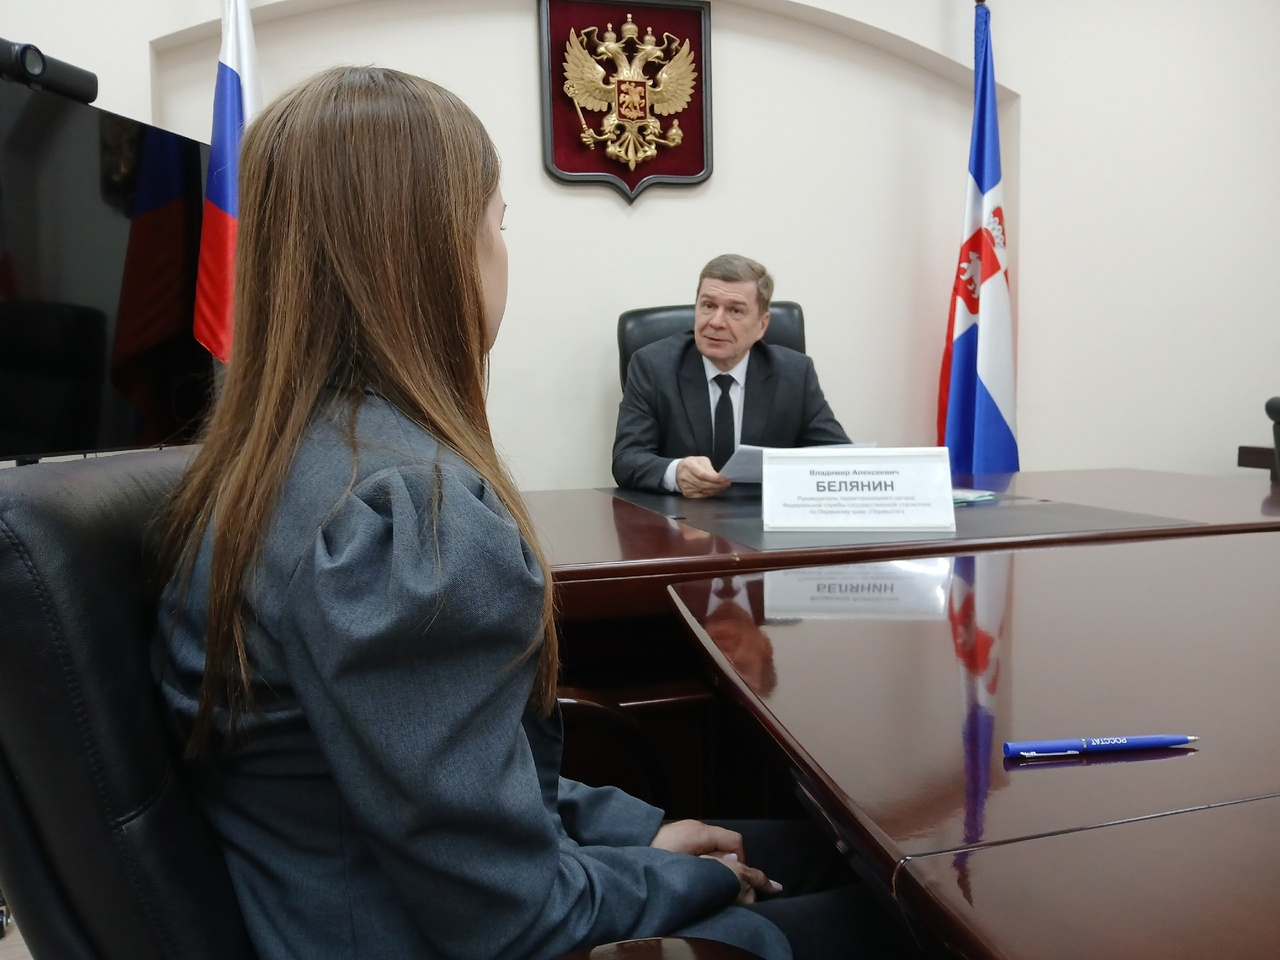 Владимир Алексеевич
БЕЛЯНИН
Руководитель территориального органа
Федеральной службы государственной статистики
по Пермскому краю (Пермьстат)
РОССТАТ